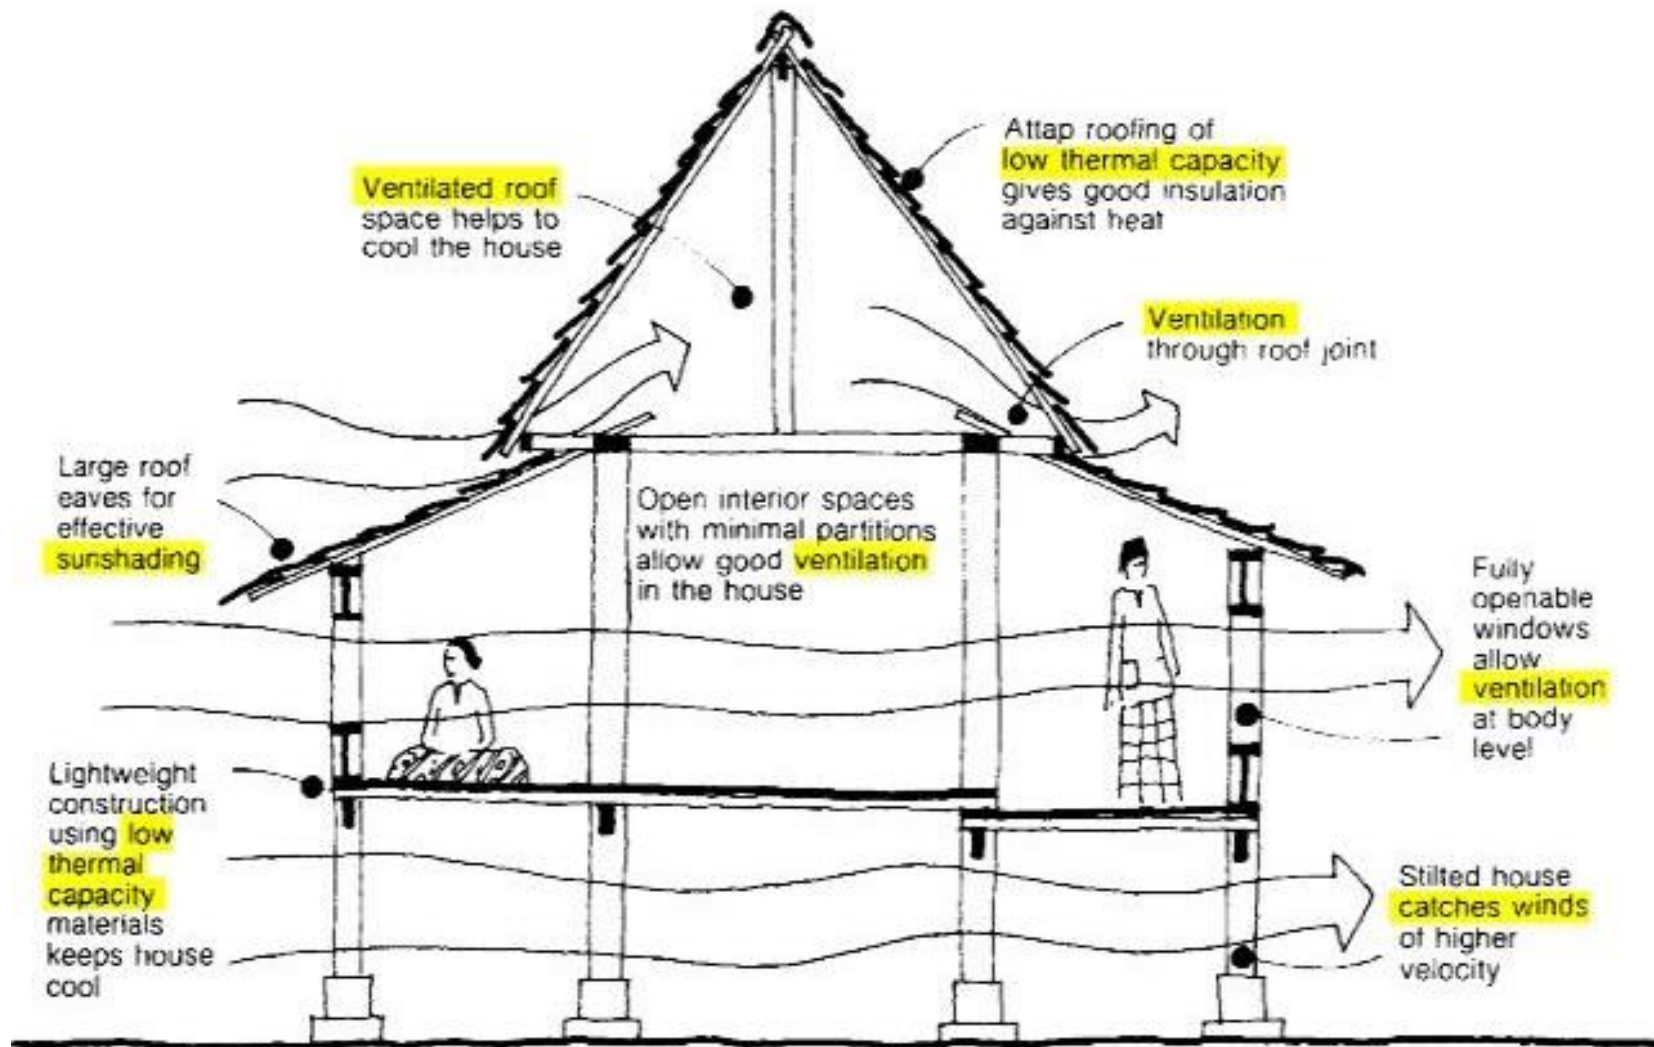 Attap roofing of
low thermal capacity
gives good insulation
against heat
Ventilated roof
space helps to
cool the house
Ventilation
through roof joint
Large roof
eaves for
effective
sunshading
Open interior spaces
with minimal partitions
allow good ventilation
in the house
Fully
openable
windows
allow
ventilation
at body
level
Lightweight
construction
using low
thermal
capacity
materials
keeps house
cool
Stilted house
catches winds
of higher
velocity